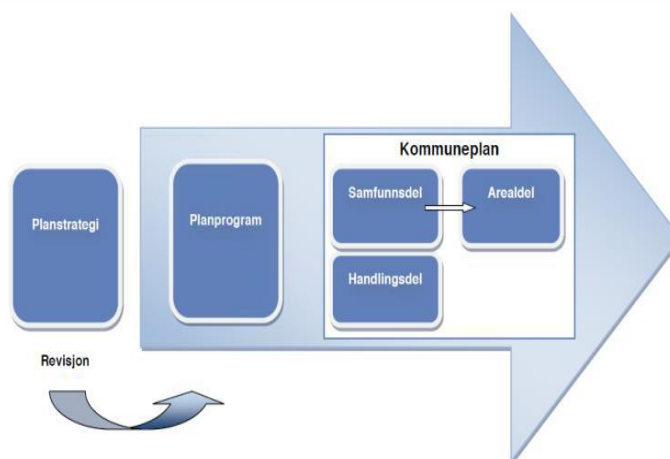 Kommuneplan
Planstrategi
Planprogram
Samfunnsdel
Arealdel
Handlingsdel
Revisjon